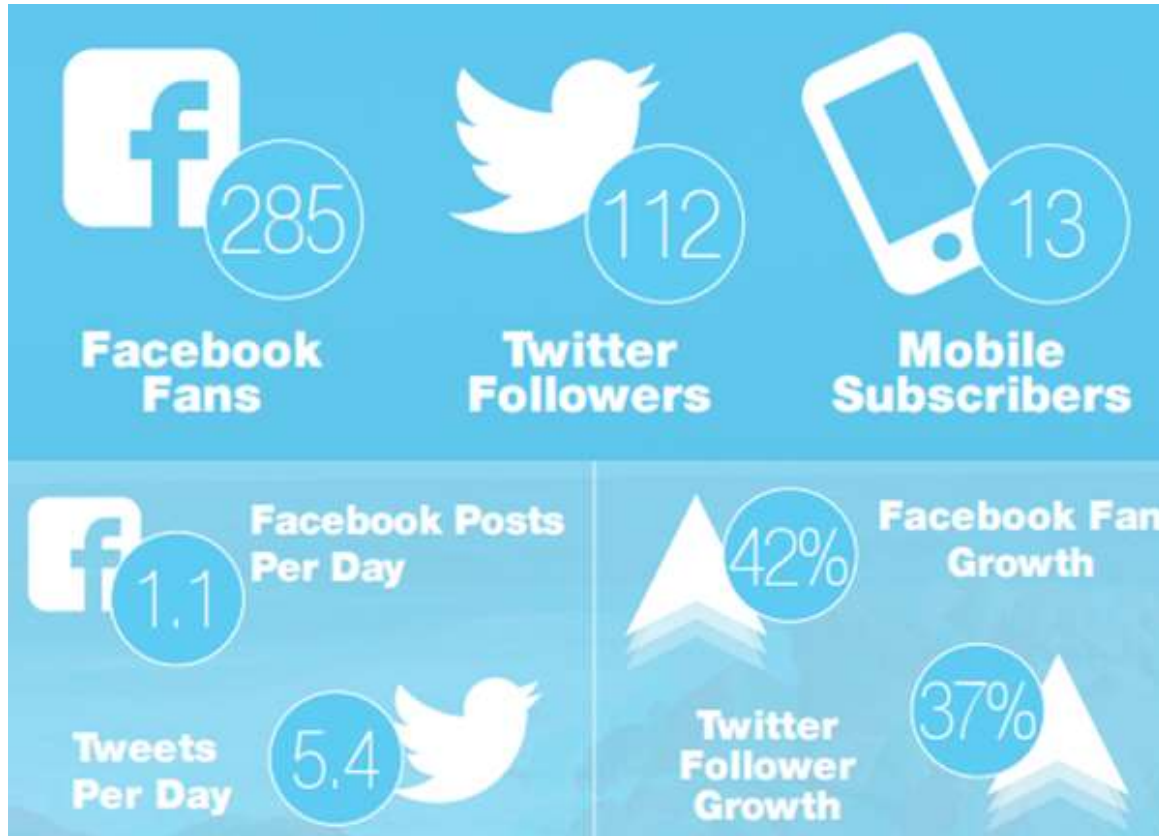 285
112
13
Facebook
Fans
Twitter
Followers
Mobile
Subscribers
1.1
Facebook Posts
Per Day
42%
Facebook Fan
Growth
Tweets
Per Day
5.4
Twitter
Follower
Growth
37%